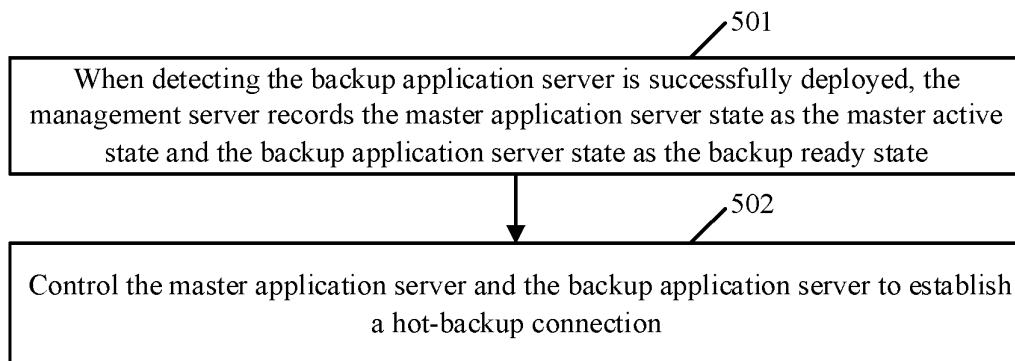 501
When detecting the backup application server is successfully deployed, the
management server records the master application server state as the master active
state and the backup application server state as the backup ready state
502
Control the master application server and the backup application server to establish
a hot-backup connection